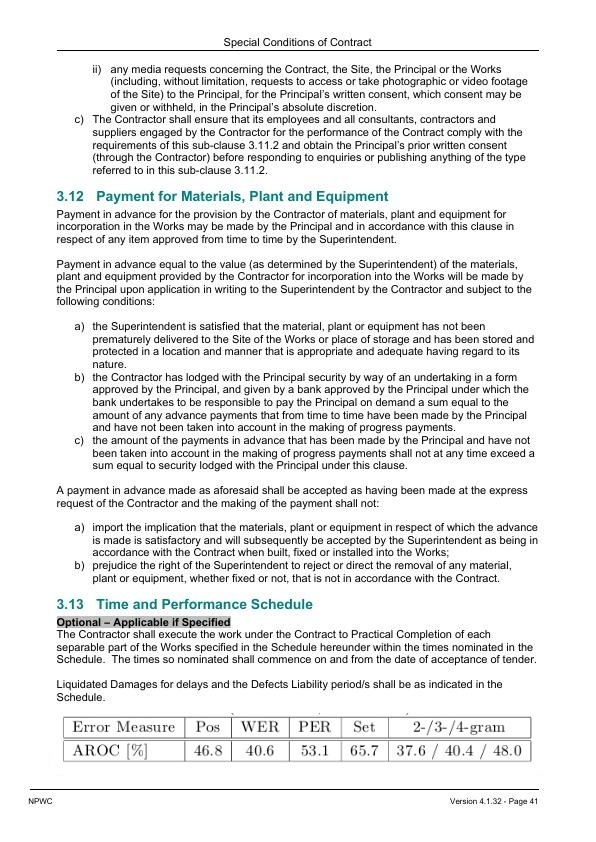 Special Conditions of Contract
ii) any media requests concerning the Contract, the Site, the Principal or the Works
(including, without limitation, requests to access or take photographic or video footage
of the Site) to the Principal, for the Principal's written consent, which consent may be
given or withheld, in the Principal's absolute discretion.
c) The Contractor shall ensure that its employees and all consultants, contractors and
suppliers engaged by the Contractor for the performance of the Contract comply with the
requirements of this sub-clause 3.11.2 and obtain the Principal's prior written consent
(through the Contractor) before responding to enquiries or publishing anything of the type
referred to in this sub-clause 3.11.2.
3.12 Payment for Materials, Plant and Equipment
Payment in advance for the provision by the Contractor of materials, plant and equipment for
incorporation in the Works may be made by the Principal and in accordance with this clause in
respect of any item approved from time to time by the Superintendent.
Payment in advance equal to the value (as determined by the Superintendent) of the materials,
plant and equipment provided by the Contractor for incorporation into the Works will be made by
the Principal upon application in writing to the Superintendent by the Contractor and subject to the
following conditions:
a) the Superintendent is satisfied that the material, plant or equipment has not been
prematurely delivered to the Site of the Works or place of storage and has been stored and
protected in a location and manner that is appropriate and adequate having regard to its
nature.
b) the Contractor has lodged with the Principal security by way of an undertaking in a form
approved by the Principal, and given by a bank approved by the Principal under which the
bank undertakes to be responsible to pay the Principal on demand a sum equal to the
amount of any advance payments that from time to time have been made by the Principal
and have not been taken into account in the making of progress payments.
c) the amount of the payments in advance that has been made by the Principal and have not
been taken into account in the making of progress payments shall not at any time exceed a
sum equal to security lodged with the Principal under this clause.
A payment in advance made as aforesaid shall be accepted as having been made at the express
request of the Contractor and the making of the payment shall not:
a) import the implication that the materials, plant or equipment in respect of which the advance
is made is satisfactory and will subsequently be accepted by the Superintendent as being in
accordance with the Contract when built, fixed or installed into the Works;
b) prejudice the right of the Superintendent to reject or direct the removal of any material,
plant or equipment, whether fixed or not, that is not in accordance with the Contract.
3.13 Time and Performance Schedule
Optional – Applicable if Specified
The Contractor shall execute the work under the Contract to Practical Completion of each
separable part of the Works specified in the Schedule hereunder within the times nominated in the
Schedule. The times so nominated shall commence on and from the date of acceptance of tender.
Liquidated Damages for delays and the Defects Liability period/s shall be as indicated in the
Schedule.
Error Measure Pos WER PER Set 2-/3-/4-gram
AROC [%] 46.8 40.6 53.1 65.7 37.6 / 40.4 / 48.0
NPWC Version 4.1.32 - Page 41